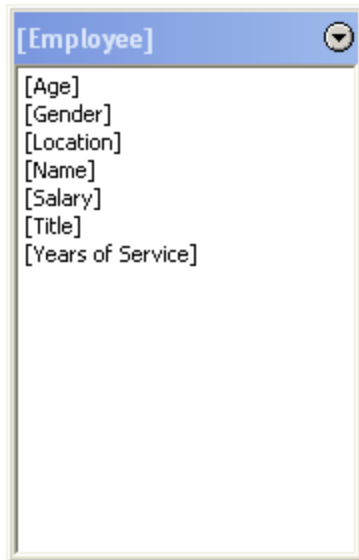 [Employee]
[Age]
[Gender]
[Location]
[Name]
[Salary]
[Title]
[Years of Service]